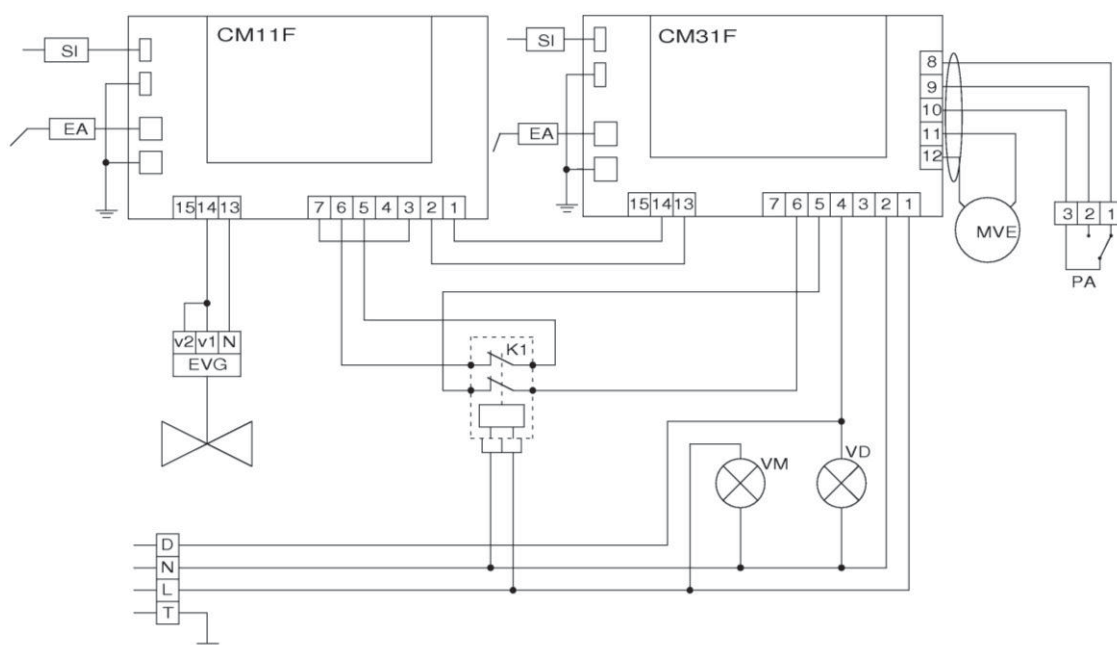 CM11F
CM31F
SI
SI
EA
EA
8
9
10
11
12
15 14 13
7 6 5 4 3 2 1
15 14 13
7 6 5 4 3 2 1
MVE
3 2 1
PA
v2 v1 N
EVG
K1
VM
VD
D
N
L
T